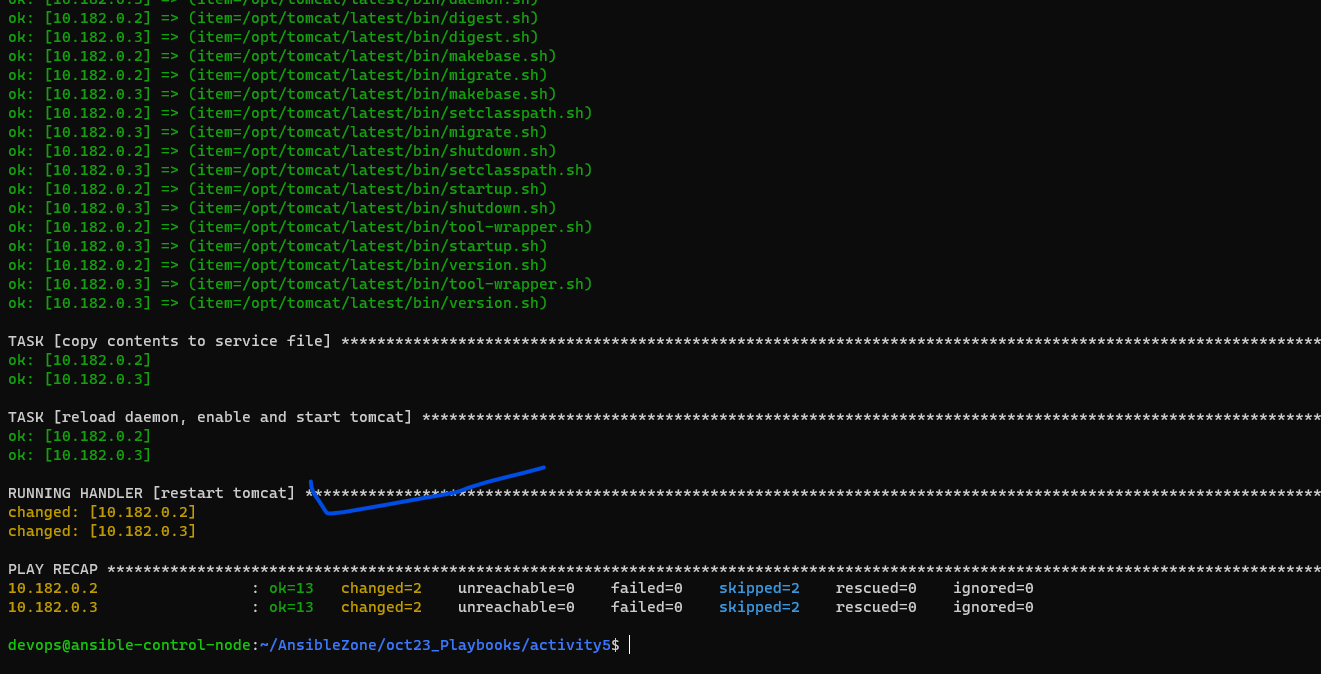 ok: [10.182.0.3] => (item=/opt/tomcat/latest/bin/daemon.sh)
ok: [10.182.0.2] => (item=/opt/tomcat/latest/bin/digest.sh)
ok: [10.182.0.3] => (item=/opt/tomcat/latest/bin/digest.sh)
ok: [10.182.0.2] => (item=/opt/tomcat/latest/bin/makebase.sh)
ok: [10.182.0.2] => (item=/opt/tomcat/latest/bin/migrate.sh)
ok: [10.182.0.3] => (item=/opt/tomcat/latest/bin/makebase.sh)
ok: [10.182.0.2] => (item=/opt/tomcat/latest/bin/setclasspath.sh)
ok: [10.182.0.3] => (item=/opt/tomcat/latest/bin/migrate.sh)
ok: [10.182.0.2] => (item=/opt/tomcat/latest/bin/shutdown.sh)
ok: [10.182.0.3] => (item=/opt/tomcat/latest/bin/setclasspath.sh)
ok: [10.182.0.2] => (item=/opt/tomcat/latest/bin/startup.sh)
ok: [10.182.0.3] => (item=/opt/tomcat/latest/bin/shutdown.sh)
ok: [10.182.0.2] => (item=/opt/tomcat/latest/bin/tool-wrapper.sh)
ok: [10.182.0.3] => (item=/opt/tomcat/latest/bin/startup.sh)
ok: [10.182.0.2] => (item=/opt/tomcat/latest/bin/version.sh)
ok: [10.182.0.3] => (item=/opt/tomcat/latest/bin/tool-wrapper.sh)
ok: [10.182.0.3] => (item=/opt/tomcat/latest/bin/version.sh)
TASK [copy contents to service file] *************************************************************************************************************
ok: [10.182.0.2]
ok: [10.182.0.3]
TASK [reload daemon, enable and start tomcat] ****************************************************************************************************
ok: [10.182.0.2]
ok: [10.182.0.3]
RUNNING HANDLER [restart tomcat] *****************************************************************************************************************
changed: [10.182.0.2]
changed: [10.182.0.3]
PLAY RECAP ***************************************************************************************************************************************
10.182.0.2 : ok=13 changed=2 unreachable=0 failed=0 skipped=2 rescued=0 ignored=0
10.182.0.3 : ok=13 changed=2 unreachable=0 failed=0 skipped=2 rescued=0 ignored=0
devops@ansible-control-node:~/AnsibleZone/oct23_Playbooks/activity5$